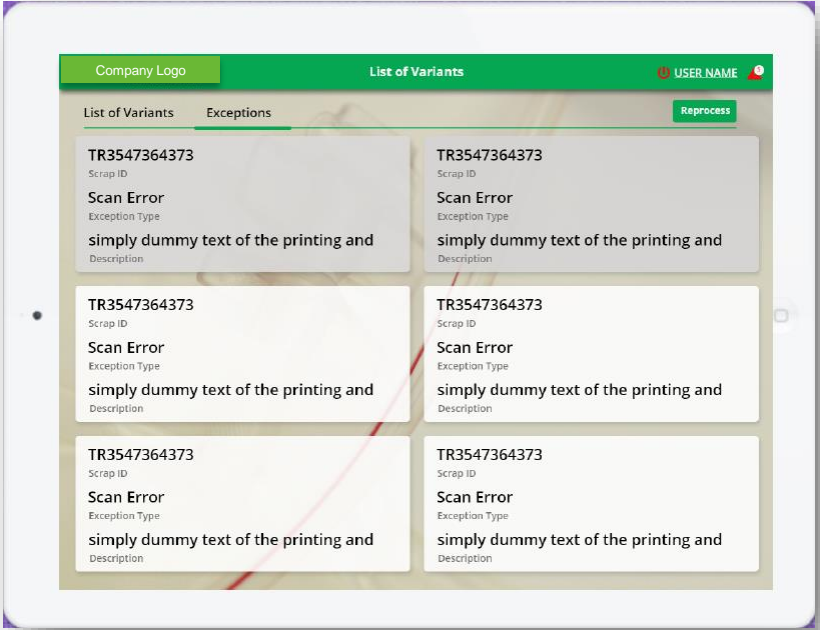 Company Logo
List of Variants
USER NAME
5
List of Variants
Exceptions
Reprocess
TR3547364373
Scrap ID
Scan Error
Exception Type
simply dummy text of the printing and
Description
TR3547364373
Scrap ID
Scan Error
Exception Type
simply dummy text of the printing and
Description
TR3547364373
Scrap ID
Scan Error
Exception Type
simply dummy text of the printing and
Description
TR3547364373
Scrap ID
Scan Error
Exception Type
simply dummy text of the printing and
Description
TR3547364373
Scrap ID
Scan Error
Exception Type
simply dummy text of the printing and
Description
TR3547364373
Scrap ID
Scan Error
Exception Type
simply dummy text of the printing and
Description